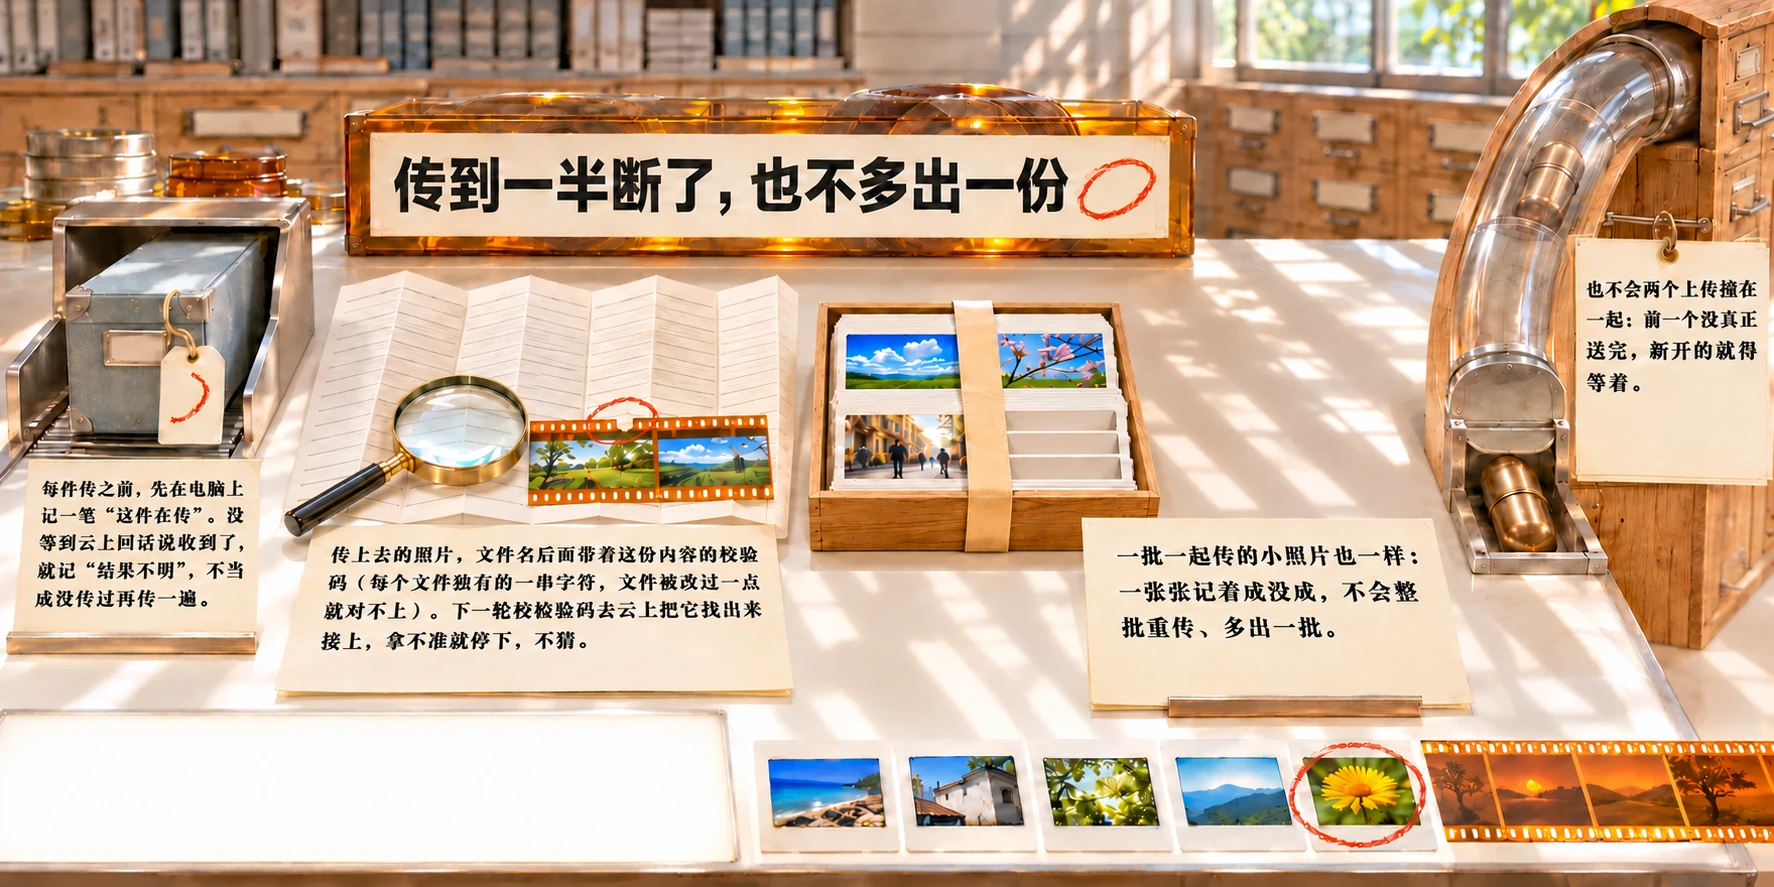 传到一半断了，也不多出一份
每件传之前，先在电脑上
记一笔“这件在传”。没
等到云上回话说收到了，
就记“结果不明”，不当
成没传过再传一遍。
传上去的照片，文件名后面带着这份内容的校验
码（每个文件独有的一串字符，文件被改过一点
就对不上）。下一轮校检验码去云上把它找出来
接上，拿不准就停下，不猜。
一批一起传的小照片也一样：
一张张记着成没成，不会整
批重传、多出一批。
也不会两个上传撞在
一起：前一个没真正
送完，新开的就得
等着。